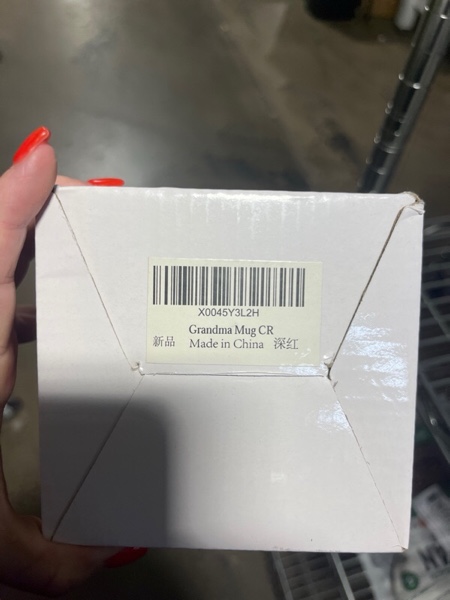 X0045Y3L2H
Grandma Mug CR
新品 Made in China 深红